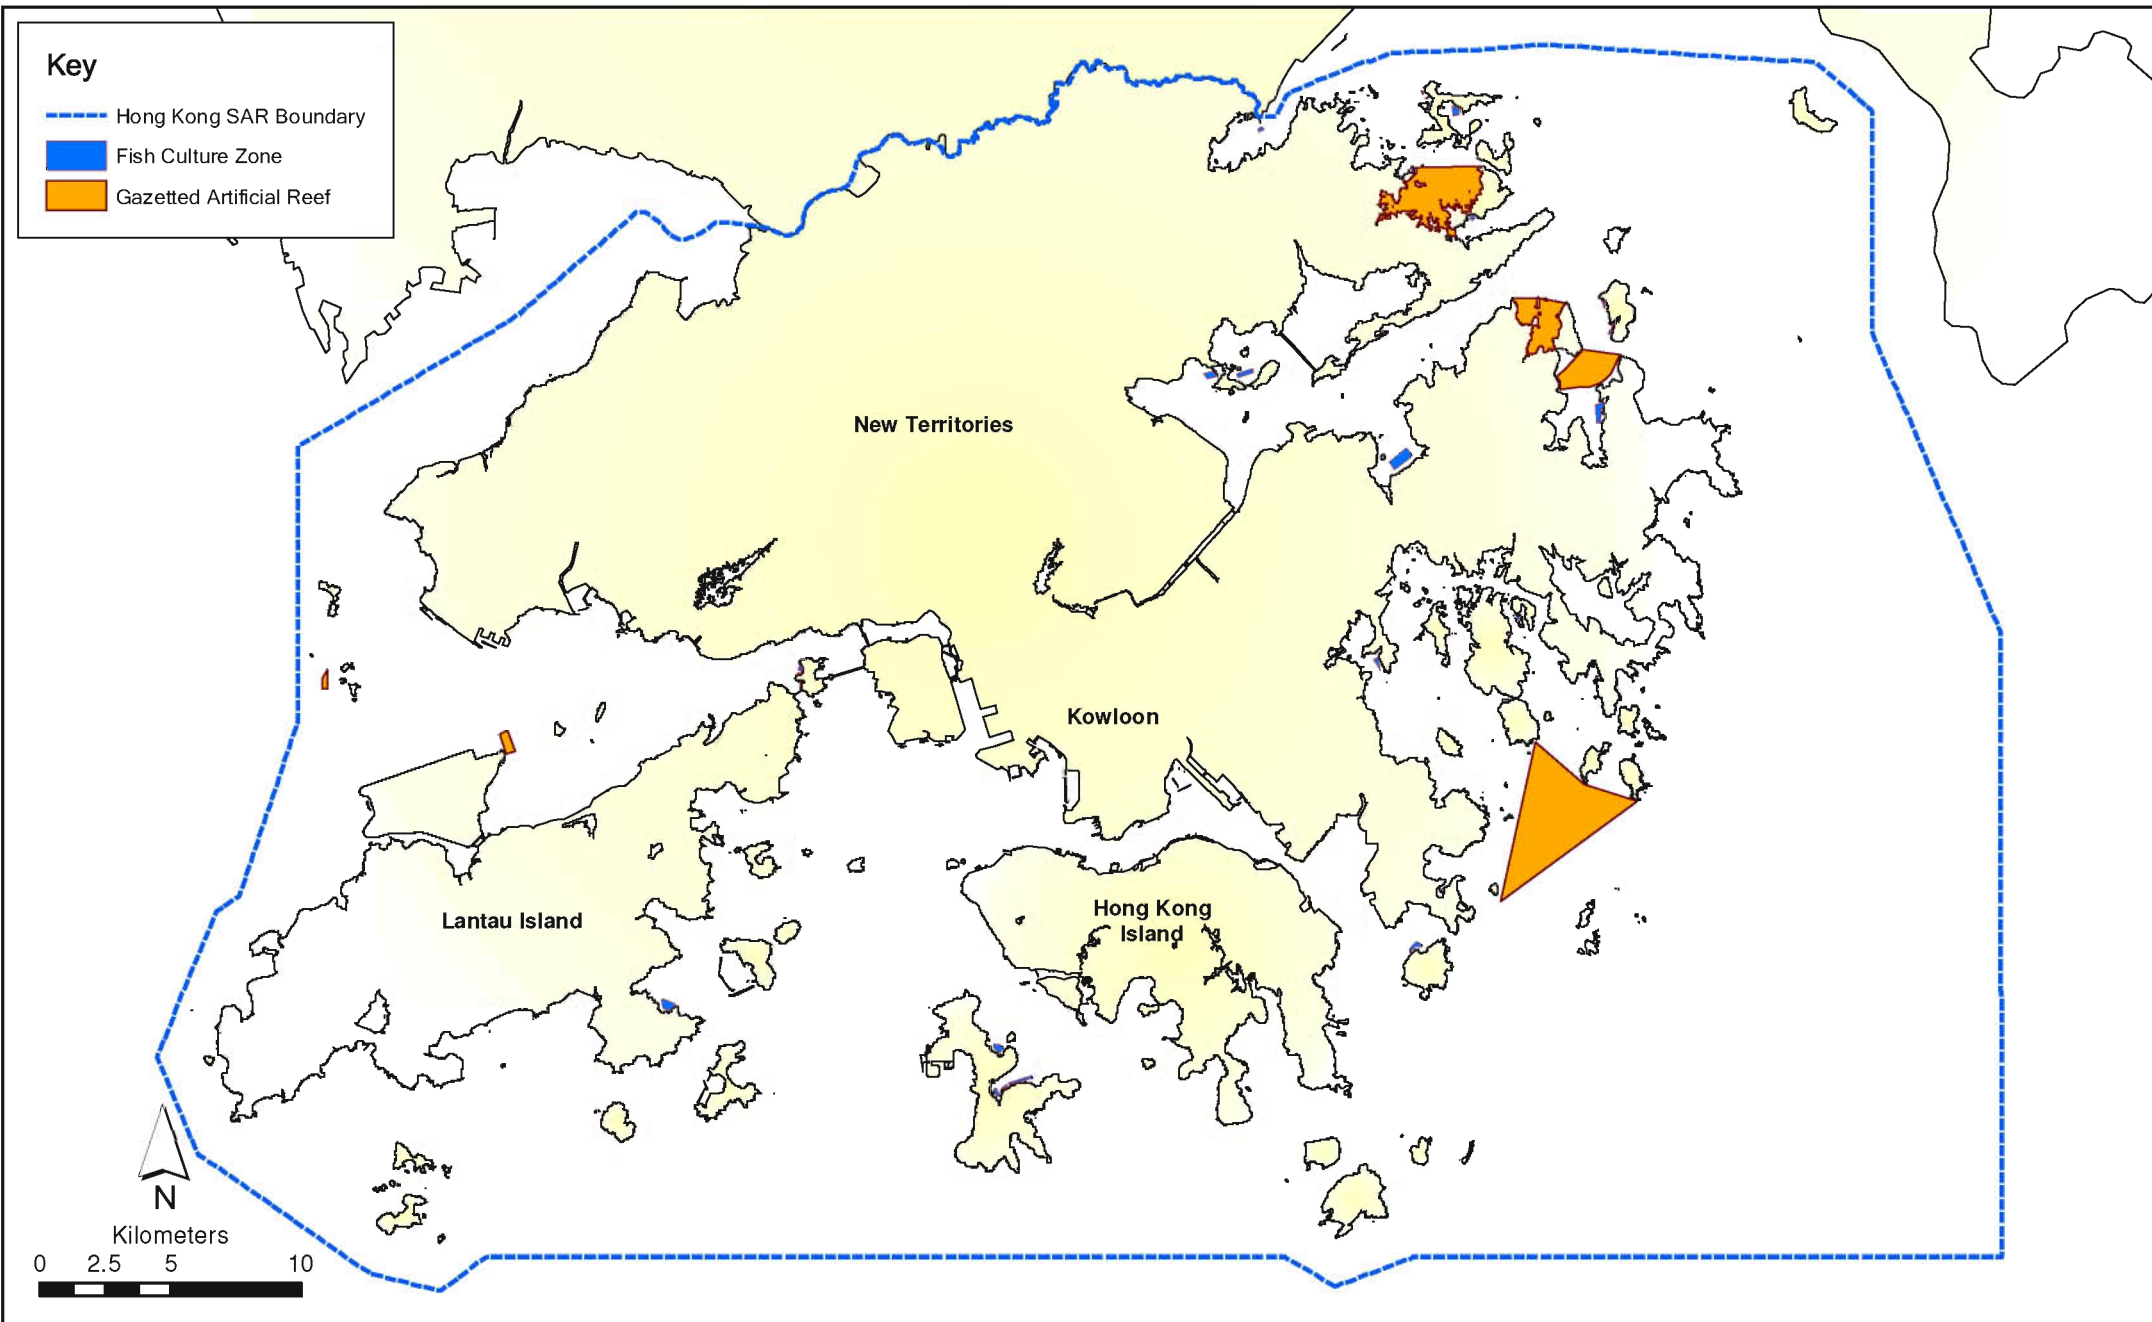 Key
Hong Kong SAR Boundary
Fish Culture Zone
Gazetted Artificial Reef
New Territories
Kowloon
Hong Kong
Island
Lantau Island
N
Kilometers
0 2.5 5 10